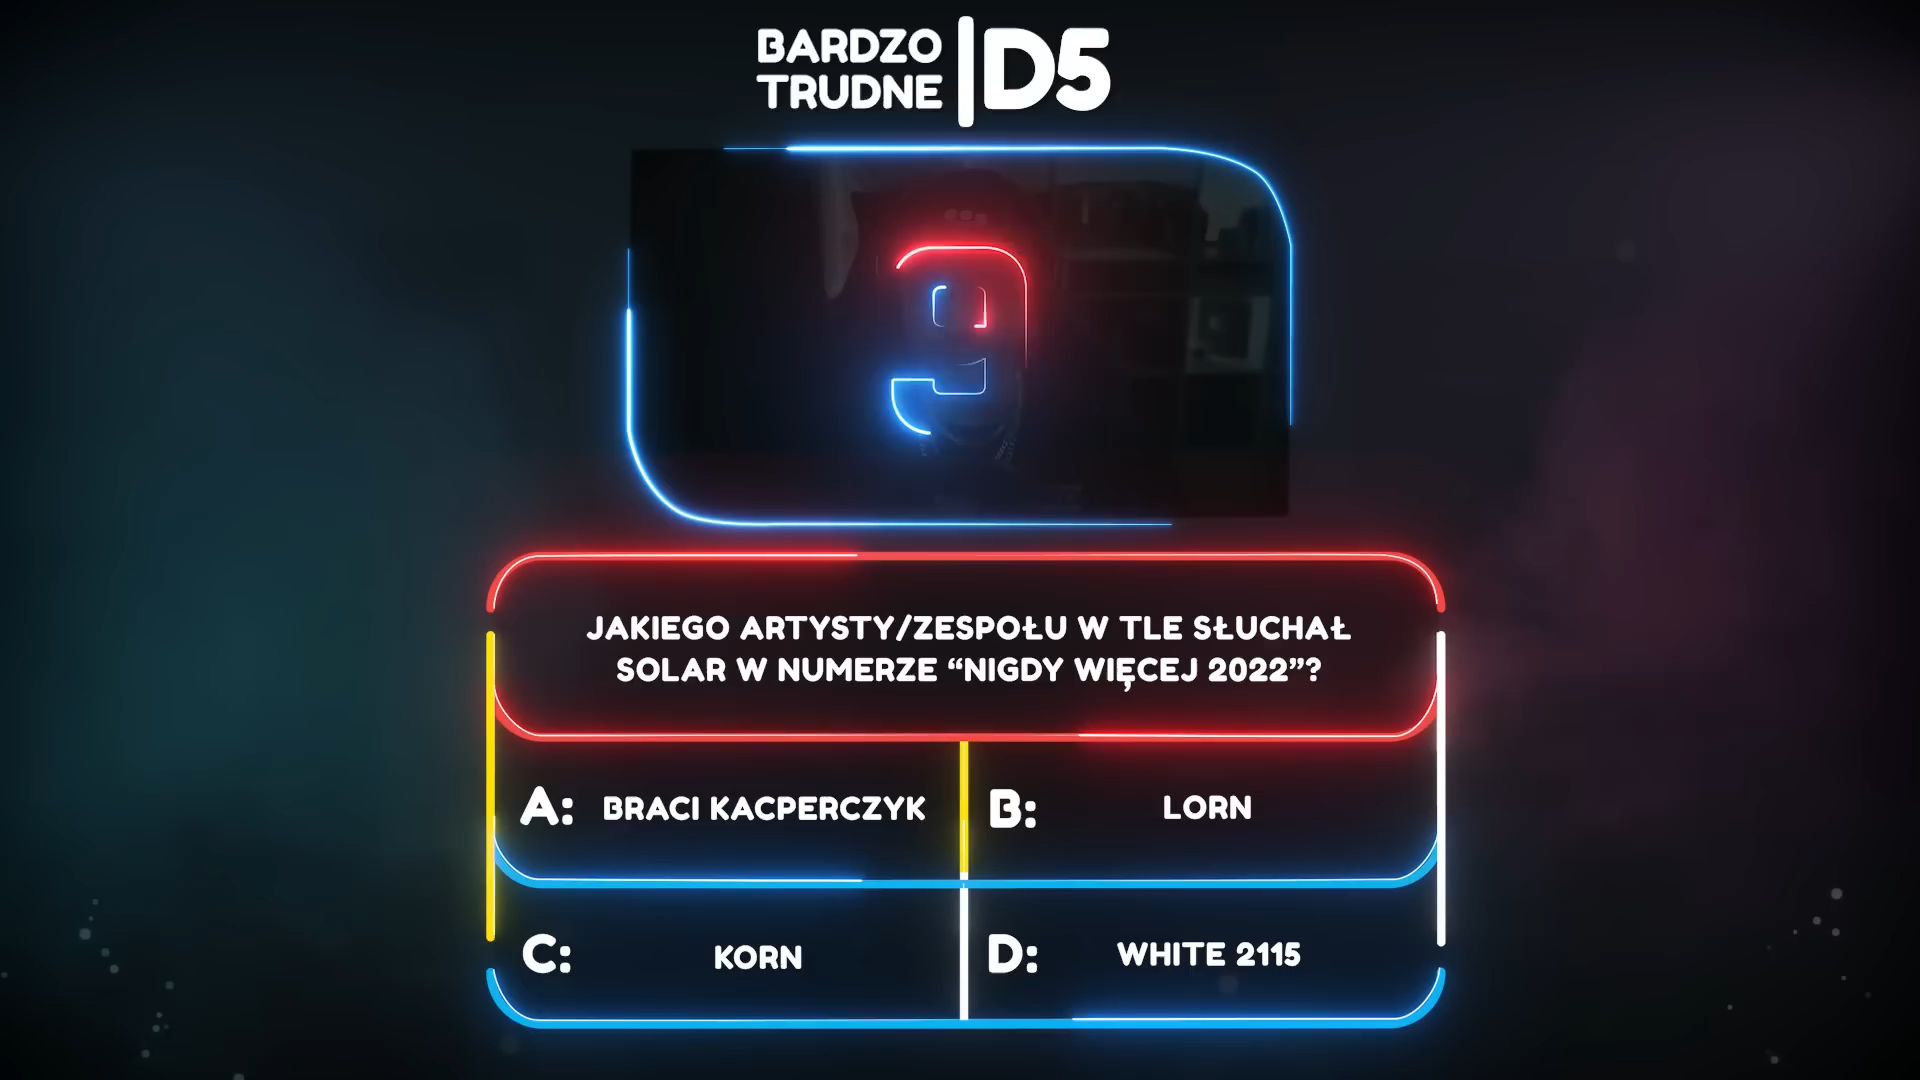 BARDZO
TRUDNE
D5
9
JAKIEGO ARTYSTY/ZESPOŁU W TLE SŁUCHAŁ
SOLAR W NUMERZE “NIGDY WIĘCEJ 2022”?
A: BRACI KACPERCZYK
B: LORN
C: KORN
D: WHITE 2115